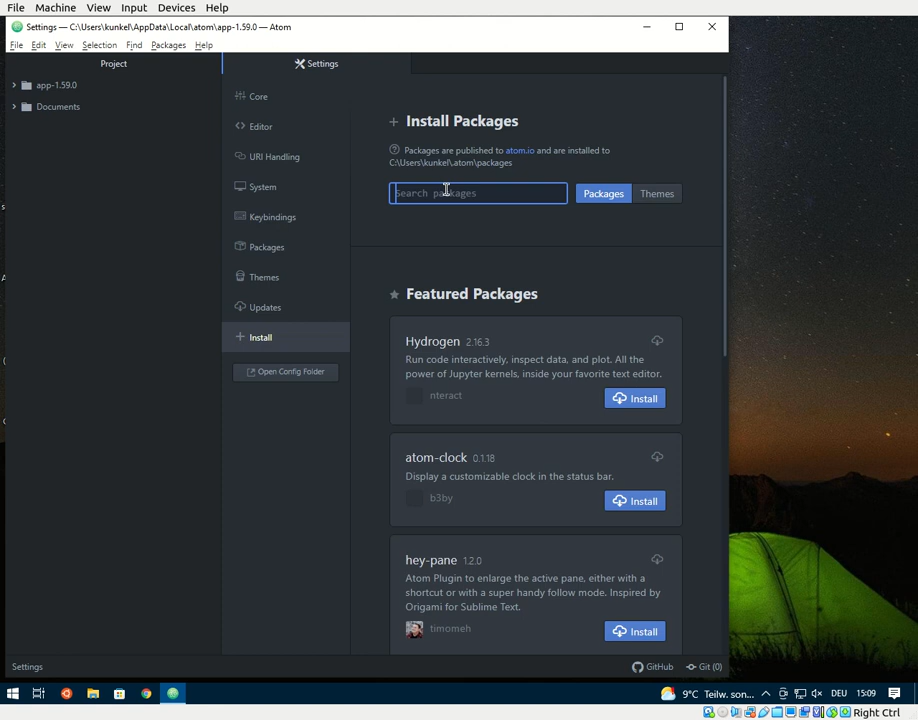 File Machine View Input Devices Help
Settings — C:\Users\kunkel\AppData\Local\atom\app-1.59.0 — Atom
File Edit View Selection Find Packages Help
Project
Settings
app-1.59.0
Documents
Core
Editor
URI Handling
System
Keybindings
Packages
Themes
Updates
Install
Open Config Folder
Install Packages
Packages are published to atom.io and are installed to
C:\Users\kunkel\.atom\packages
Search packages
Packages Themes
Featured Packages
Hydrogen 2.16.3
Run code interactively, inspect data, and plot. All the
power of Jupyter kernels, inside your favorite text editor.
nteract
Install
atom-clock 0.1.18
Display a customizable clock in the status bar.
b3by
Install
hey-pane 1.2.0
Atom Plugin to enlarge the active pane, either with a
shortcut or with a super handy follow mode. Inspired by
Origami for Sublime Text.
timomeh
Install
Settings
GitHub Git (0)
9°C Teilw. son... DEU 15:09
Right Ctrl